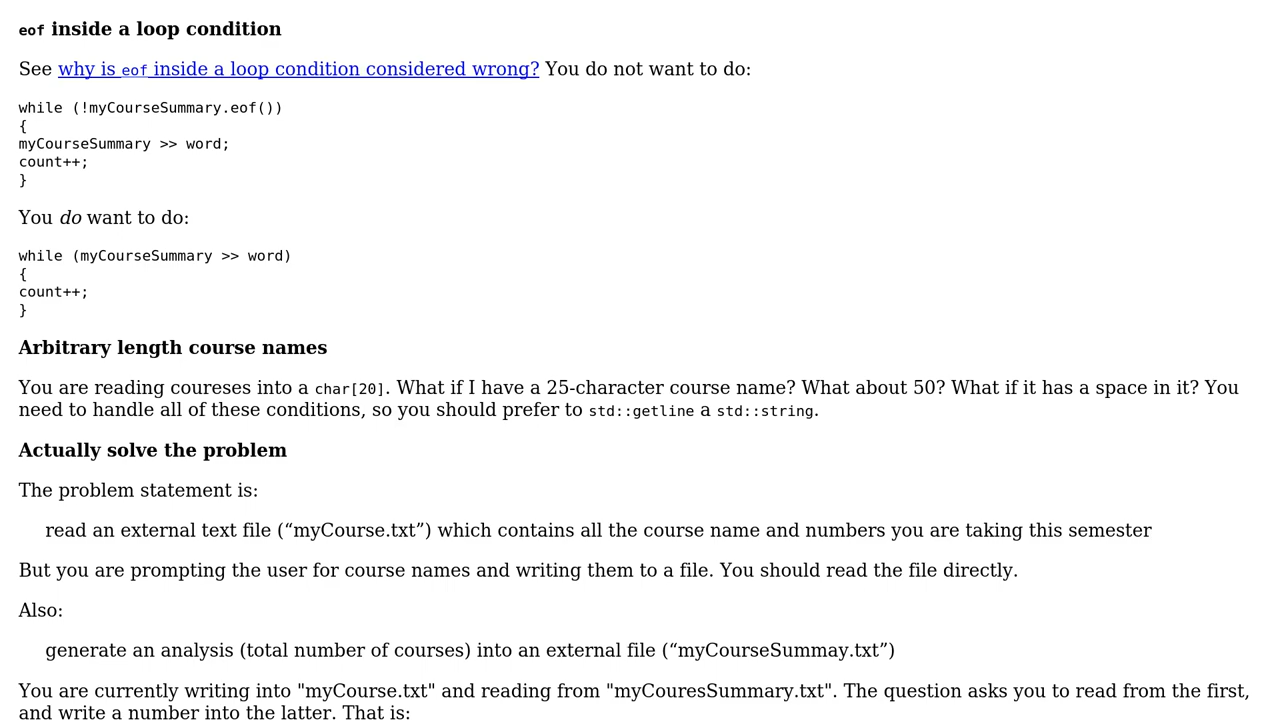 eof inside a loop condition
See why is eof inside a loop condition considered wrong? You do not want to do:
while (!myCourseSummary.eof())
{
myCourseSummary >> word;
count++;
}
You do want to do:
while (myCourseSummary >> word)
{
count++;
}
Arbitrary length course names
You are reading coureses into a char[20]. What if I have a 25-character course name? What about 50? What if it has a space in it? You
need to handle all of these conditions, so you should prefer to std::getline a std::string.
Actually solve the problem
The problem statement is:
read an external text file (“myCourse.txt”) which contains all the course name and numbers you are taking this semester
But you are prompting the user for course names and writing them to a file. You should read the file directly.
Also:
generate an analysis (total number of courses) into an external file (“myCourseSummay.txt”)
You are currently writing into "myCourse.txt" and reading from "myCouresSummary.txt". The question asks you to read from the first,
and write a number into the latter. That is: